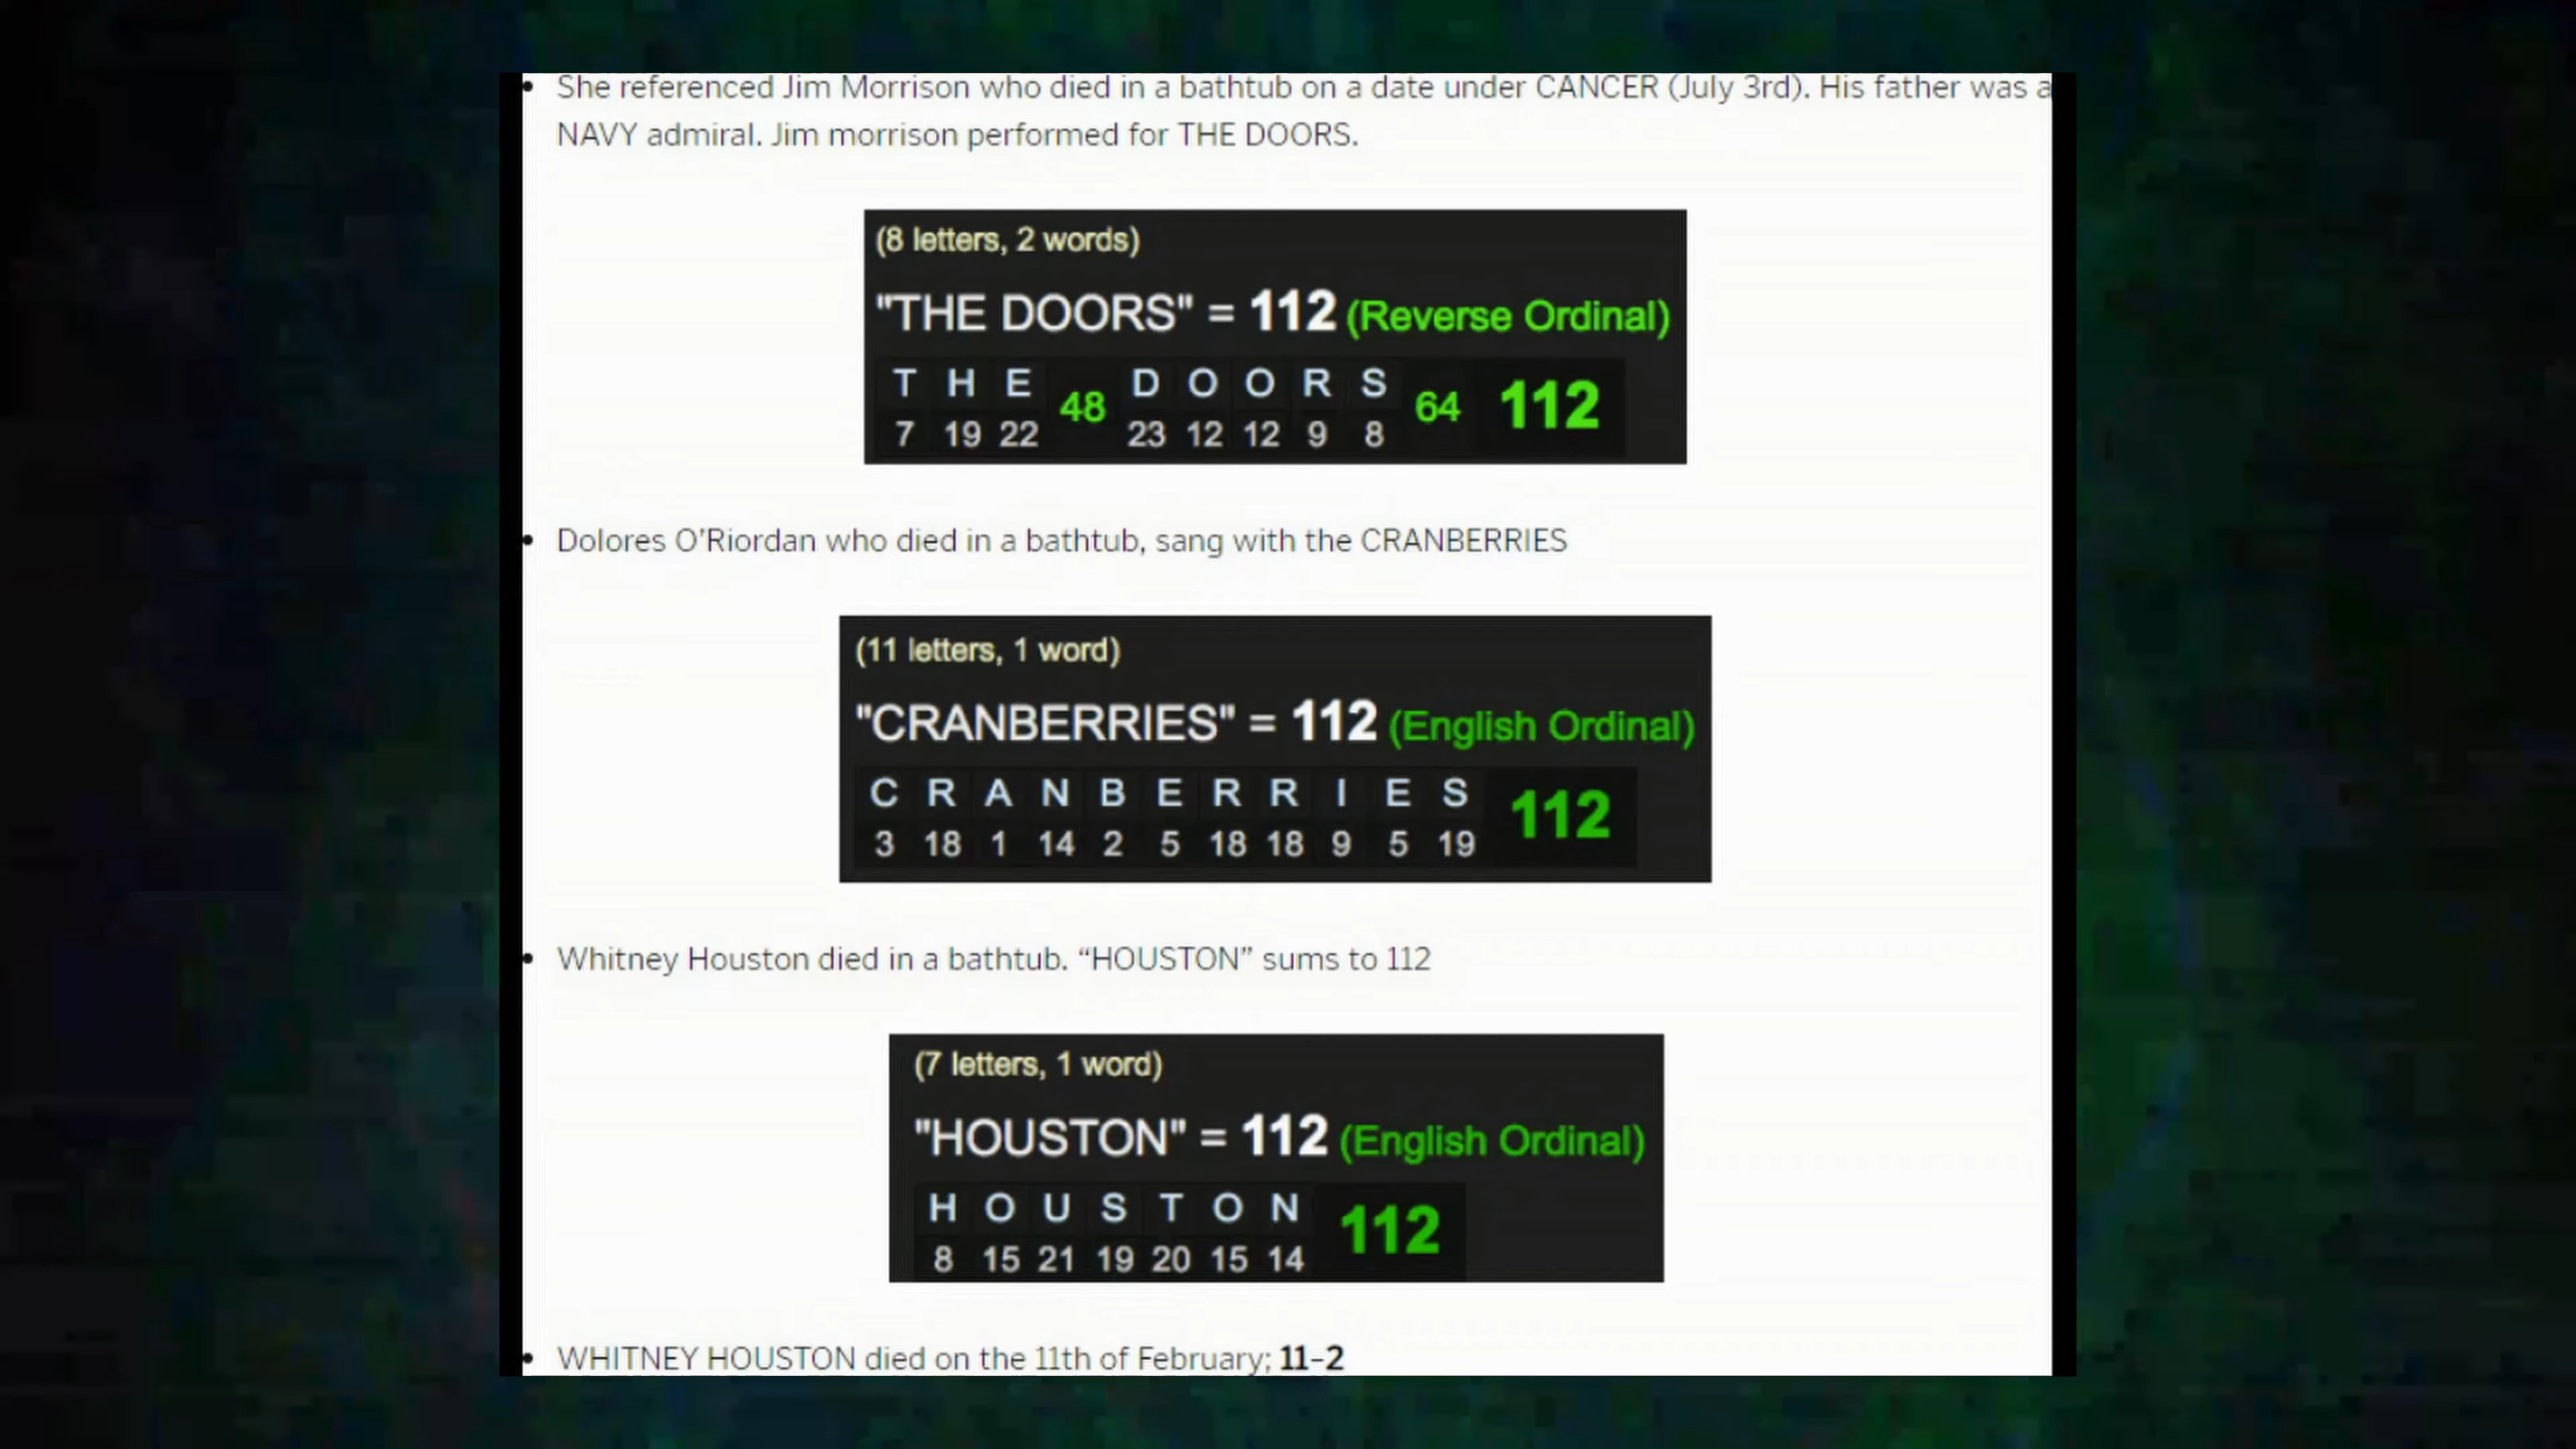 • She referenced Jim Morrison who died in a bathtub on a date under CANCER (July 3rd). His father was a
NAVY admiral. Jim morrison performed for THE DOORS.
(8 letters, 2 words)
"THE DOORS" = 112 (Reverse Ordinal)
T H E 48 D O O R S 64 112
7 19 22 23 12 12 9 8
• Dolores O'Riordan who died in a bathtub, sang with the CRANBERRIES
(11 letters, 1 word)
"CRANBERRIES" = 112 (English Ordinal)
C R A N B E R R I E S 112
3 18 1 14 2 5 18 18 9 5 19
• Whitney Houston died in a bathtub. “HOUSTON” sums to 112
(7 letters, 1 word)
"HOUSTON" = 112 (English Ordinal)
H O U S T O N 112
8 15 21 19 20 15 14
• WHITNEY HOUSTON died on the 11th of February; 11-2